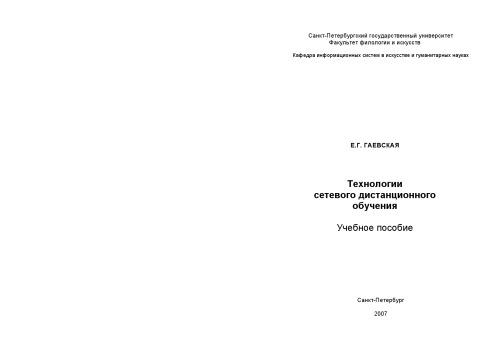 Санкт-Петербургский государственный университет
Факультет филологии и искусств
Кафедра информационных систем в искусстве и гуманитарных науках
Е.Г. ГАЕВСКАЯ
Технологии
сетевого дистанционного
обучения
Учебное пособие
Санкт-Петербург
2007